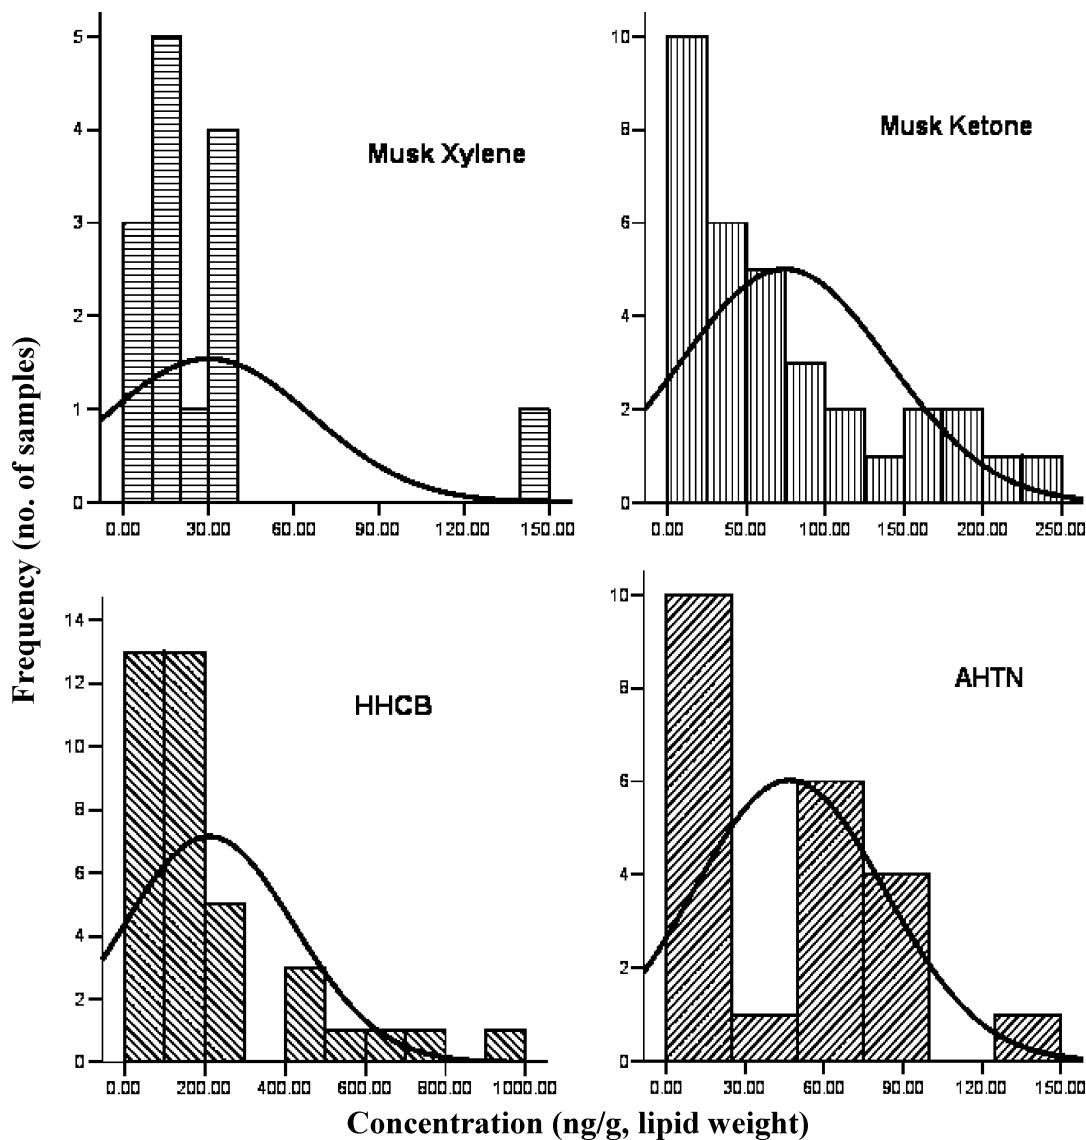 Frequency (no. of samples)
Musk Xylene
5
4
3
2
1
0
0.00 30.00 60.00 90.00 120.00 150.00
Musk Ketone
10
8
6
4
2
0
0.00 50.00 100.00 150.00 200.00 250.00
HHCB
14
12
10
8
6
4
2
0
0.00 200.00 400.00 600.00 800.00 1000.00
AHTN
10
8
6
4
2
0
0.00 30.00 60.00 90.00 120.00 150.00
Concentration (ng/g, lipid weight)